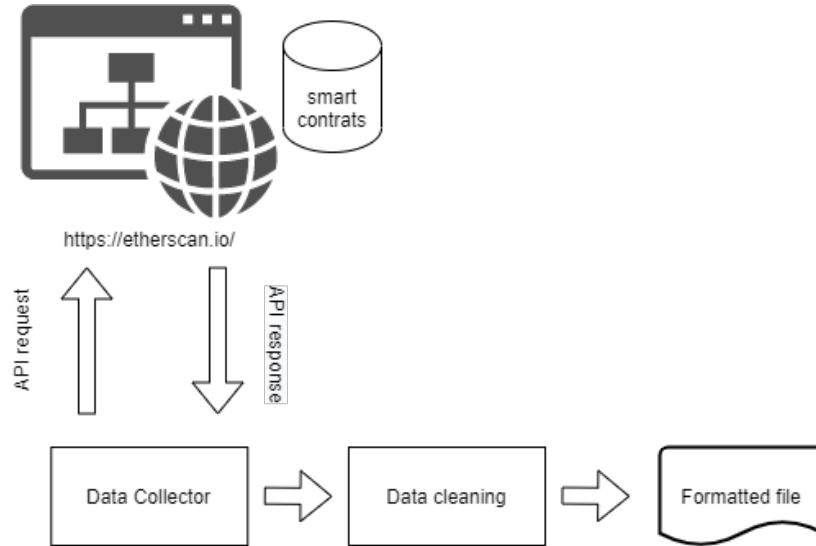 smart
contrats
https://etherscan.io/
API request
API response
Data Collector
Data cleaning
Formatted file